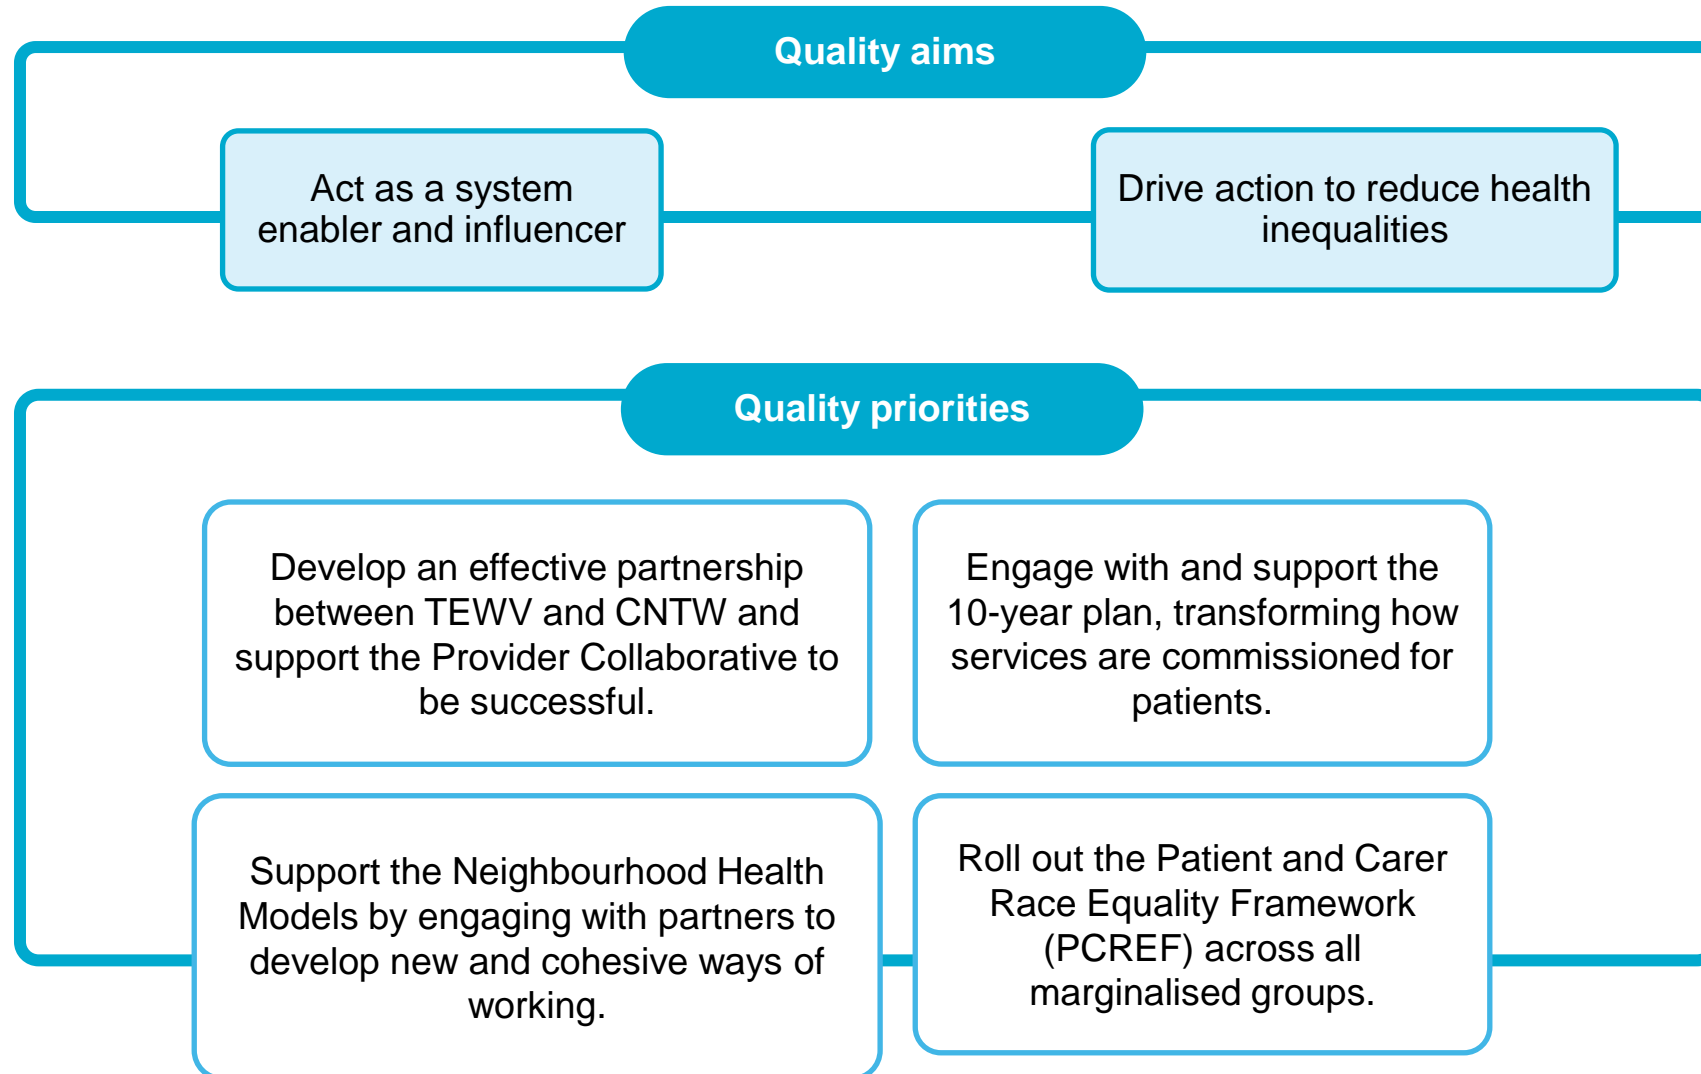 Quality aims
Act as a system
enabler and influencer
Drive action to reduce health
inequalities
Quality priorities
Develop an effective partnership
between TEWV and CNTW and
support the Provider Collaborative to
be successful.
Engage with and support the
10-year plan, transforming how
services are commissioned for
patients.
Support the Neighbourhood Health
Models by engaging with partners to
develop new and cohesive ways of
working.
Roll out the Patient and Carer
Race Equality Framework
(PCREF) across all
marginalised groups.